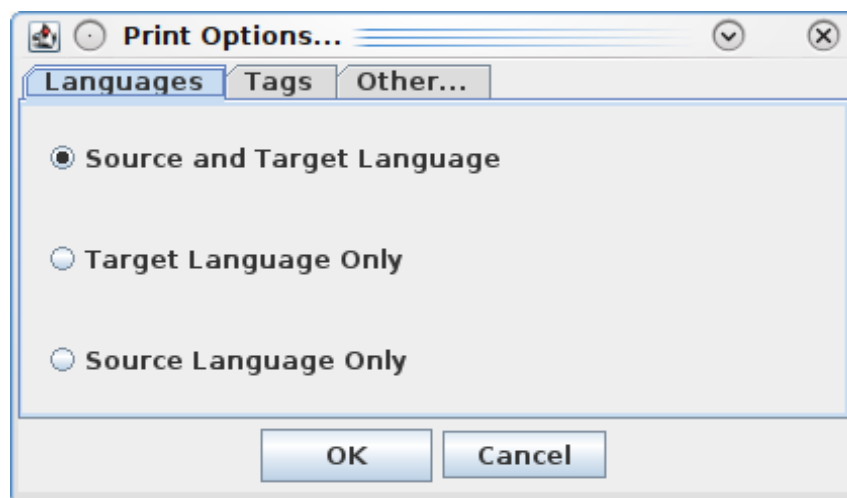 Print Options...
Languages Tags Other...
Source and Target Language
Target Language Only
Source Language Only
OK Cancel